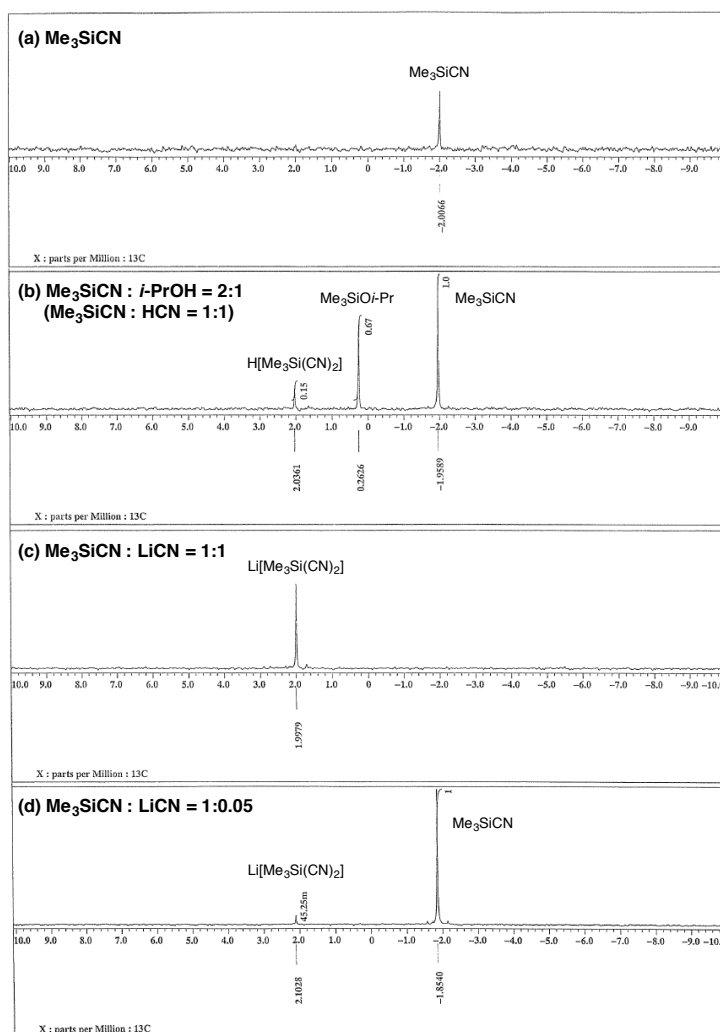 (a) Me₃SiCN
Me₃SiCN
10.0 9.0 8.0 7.0 6.0 5.0 4.0 3.0 2.0 1.0 0 −1.0 −2.0 −3.0 −4.0 −5.0 −6.0 −7.0 −8.0 −9.0
−2.0066
X : parts per Million : 13C
(b) Me₃SiCN : i-PrOH = 2:1
(Me₃SiCN : HCN = 1:1)
Me₃SiOi-Pr
Me₃SiCN
H[Me₃Si(CN)₂]
0.15
0.67
1.0
10.0 9.0 8.0 7.0 6.0 5.0 4.0 3.0 2.0 1.0 0 −1.0 −2.0 −3.0 −4.0 −5.0 −6.0 −7.0 −8.0 −9.0
2.0361
0.2626
−1.9589
X : parts per Million : 13C
(c) Me₃SiCN : LiCN = 1:1
Li[Me₃Si(CN)₂]
10.0 9.0 8.0 7.0 6.0 5.0 4.0 3.0 2.0 1.0 0 −1.0 −2.0 −3.0 −4.0 −5.0 −6.0 −7.0 −8.0 −9.0 −10.0
1.9979
X : parts per Million : 13C
(d) Me₃SiCN : LiCN = 1:0.05
Me₃SiCN
Li[Me₃Si(CN)₂]
45.25m
1
10.0 9.0 8.0 7.0 6.0 5.0 4.0 3.0 2.0 1.0 0 −1.0 −2.0 −3.0 −4.0 −5.0 −6.0 −7.0 −8.0 −9.0
2.1028
−1.8540
X : parts per Million : 13C